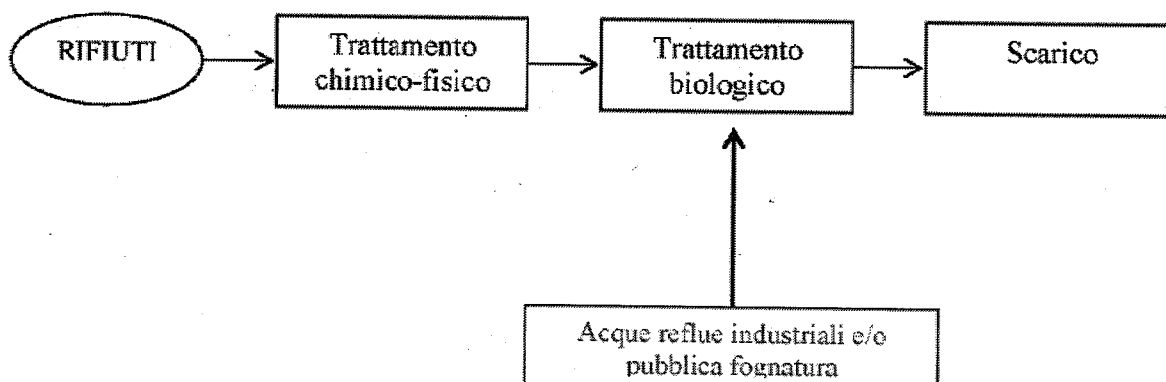 RIFIUTI
Trattamento
chimico-fisico
Trattamento
biologico
Scarico
Acque reflue industriali e/o
pubblica fognatura